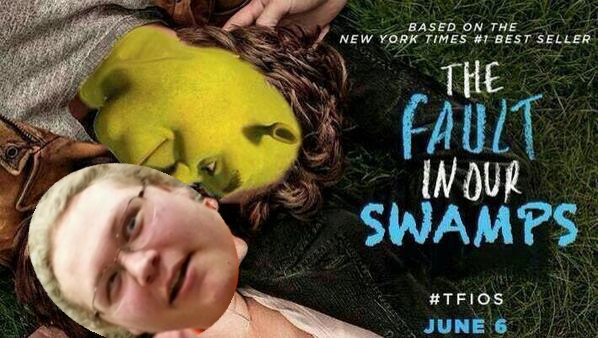 BASED ON THE
NEW YORK TIMES #1 BEST SELLER
THE
FAULT
IN OUR
SWAMPS
#TFIOS
JUNE 6